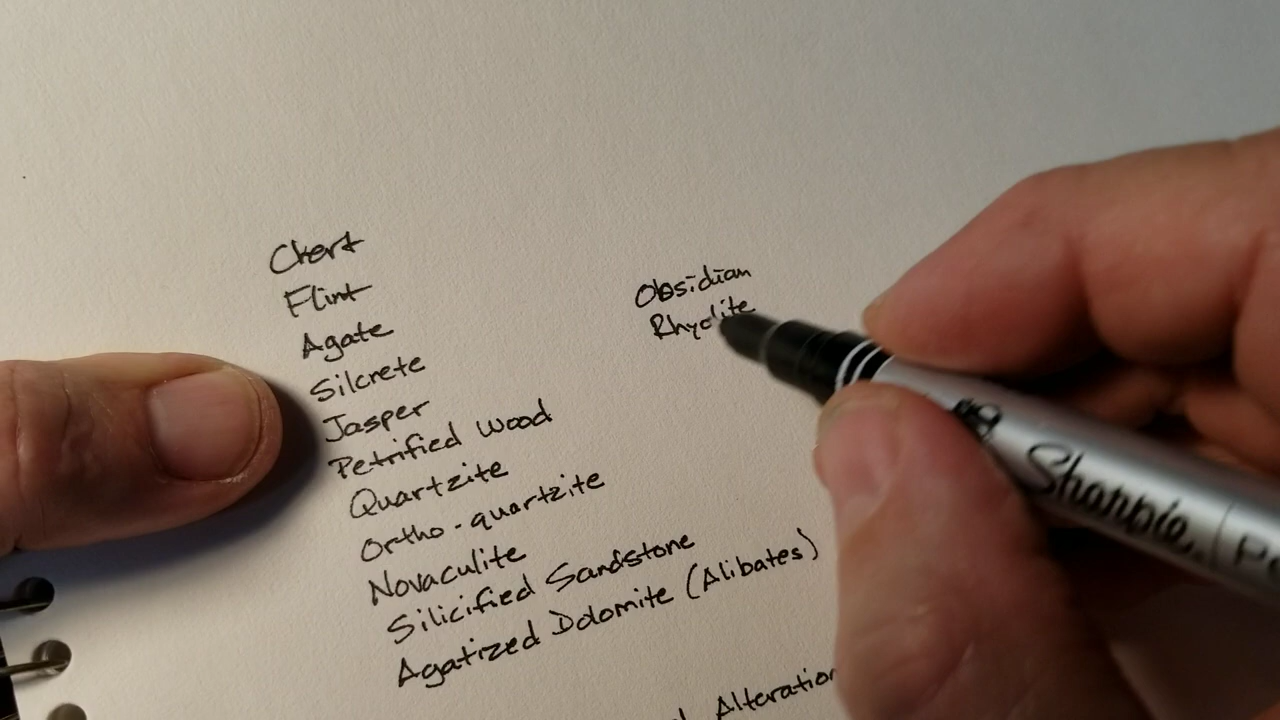 Chert
Flint
Agate
Silcrete
Jasper
Petrified Wood
Quartzite
Ortho-quartzite
Novaculite
Silicified Sandstone
Agatized Dolomite (Alibates)
Obsidian
Rhyolite
Alteration
Sharpie